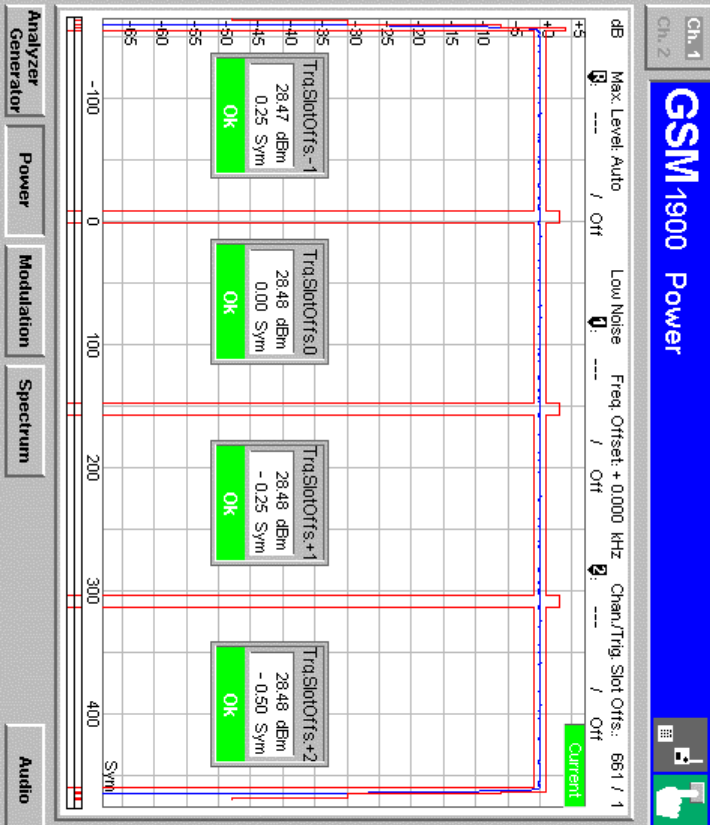 Ch. 1
Ch. 2
GSM 1900 Power
dB Max. Level: Auto Low Noise Freq. Offset: + 0.000 kHz Chan./Trig. Slot Offs.: 661 / 1
R: --- / Off 1: --- / Off 2: --- / Off
Current
+5
+5
-5
-10
-15
-20
-25
-30
-35
-40
-45
-50
-55
-60
-65
Trg.SlotOffs.-1
28.47 dBm
0.25 Sym
Ok
Trg.SlotOffs.0
28.48 dBm
0.00 Sym
Ok
Trg.SlotOffs.+1
28.48 dBm
- 0.25 Sym
Ok
Trg.SlotOffs.+2
28.48 dBm
- 0.50 Sym
Ok
Sym
-100 0 100 200 300 400
Analyzer
Generator
Power
Modulation
Spectrum
Audio